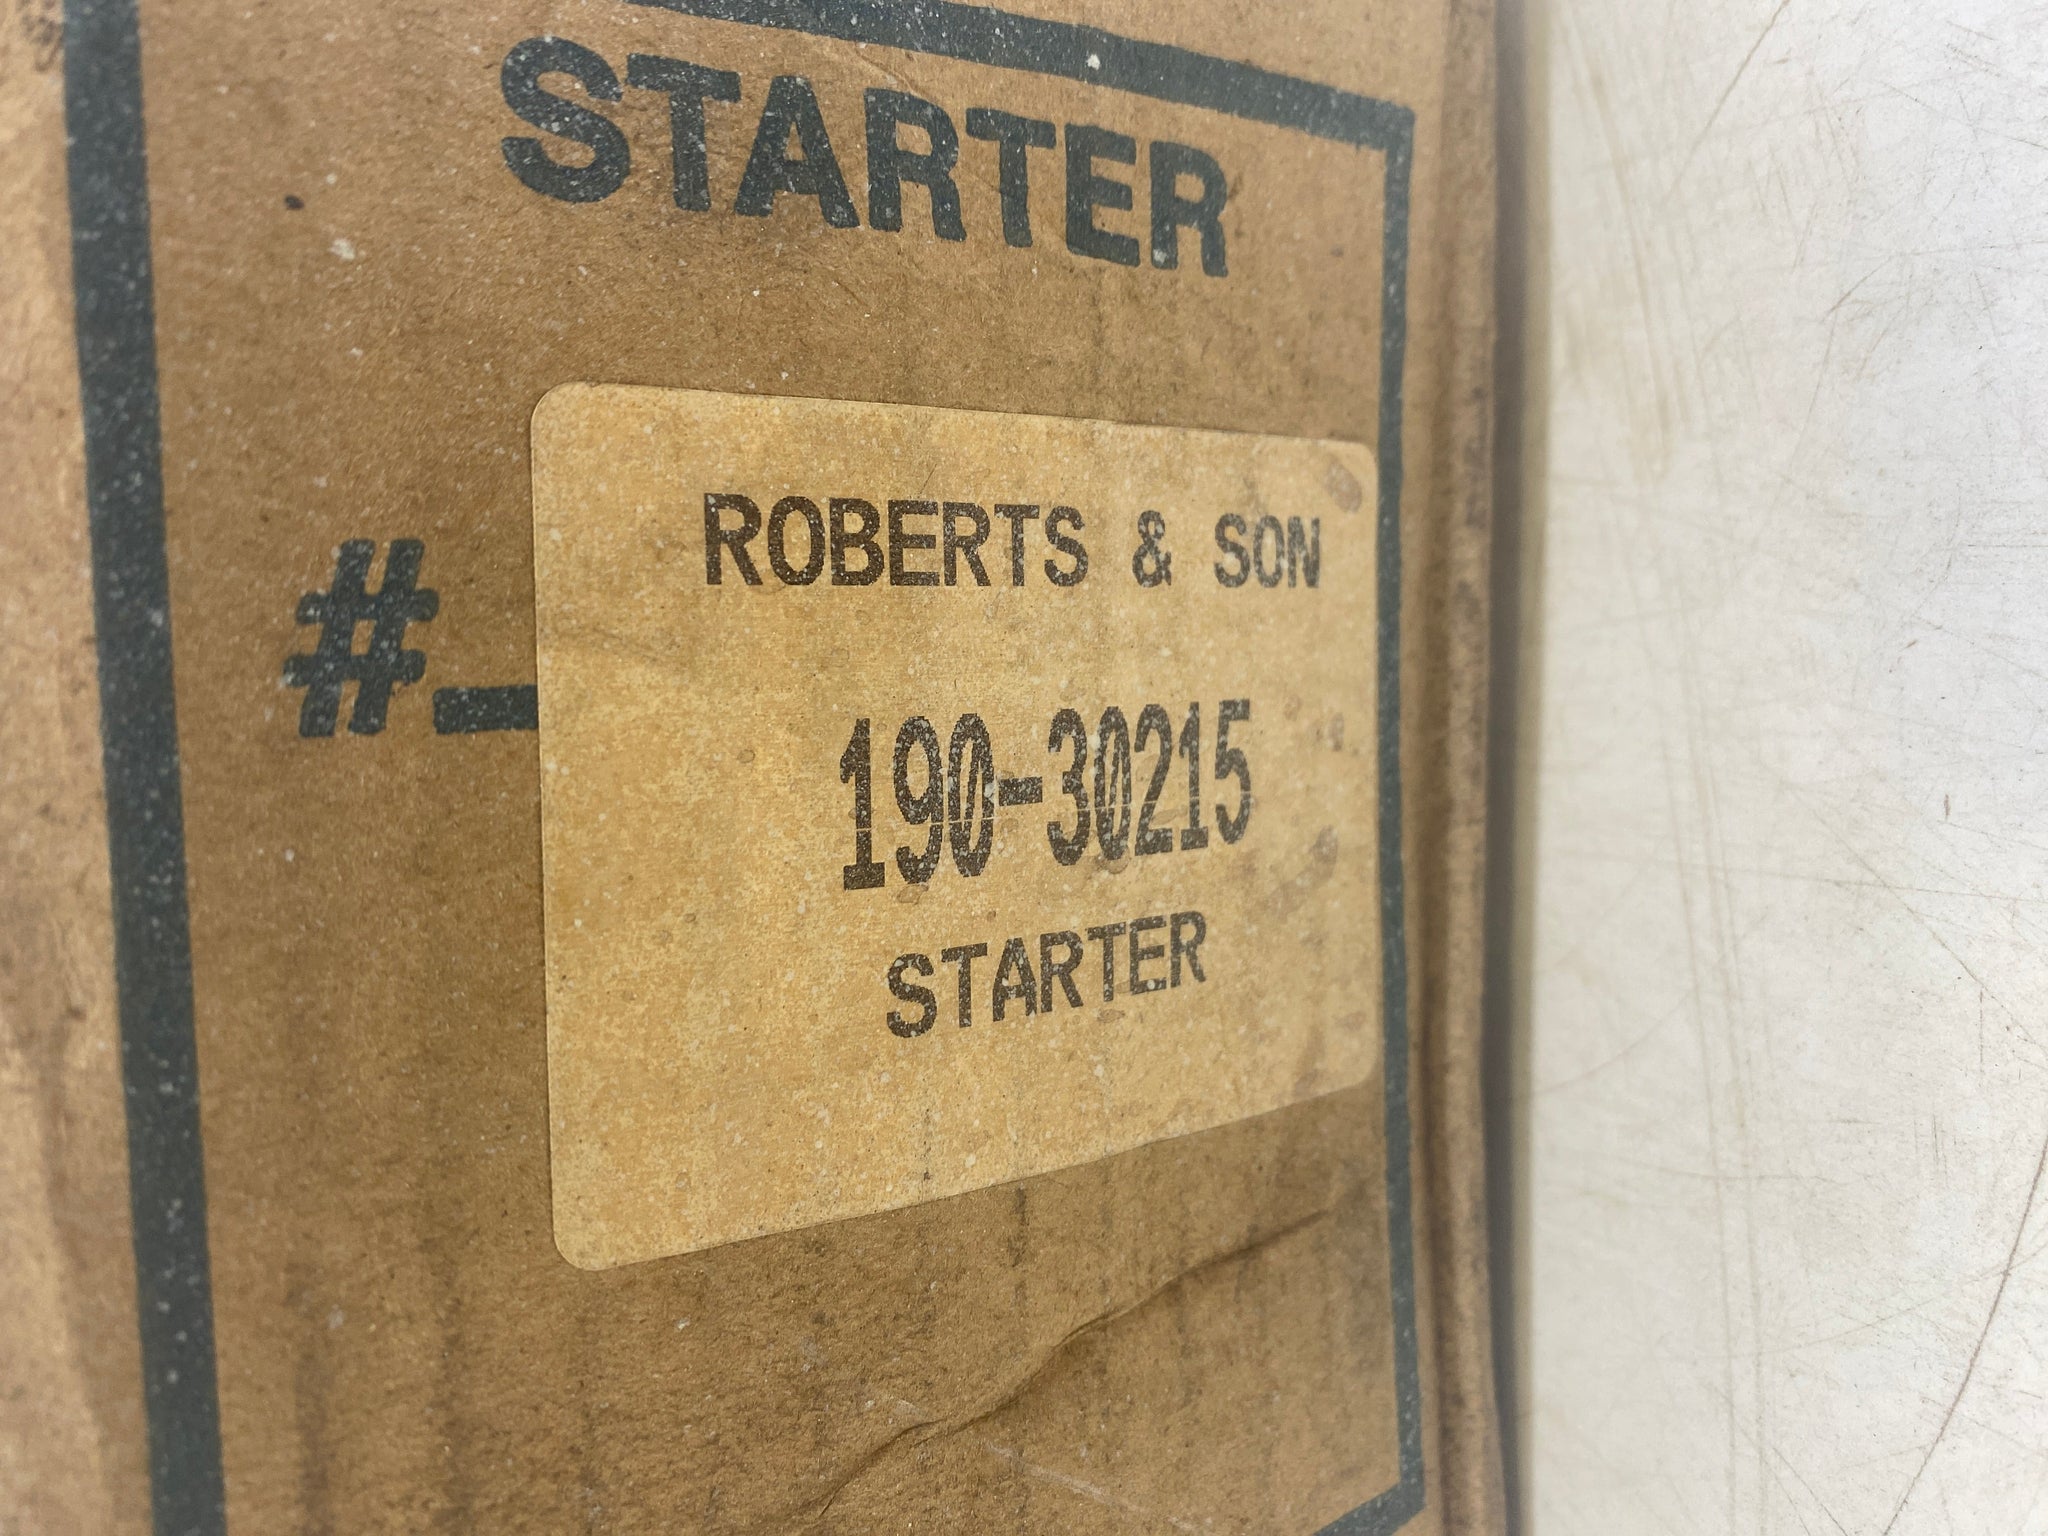 STARTER
#_
ROBERTS & SON
190-30215
STARTER